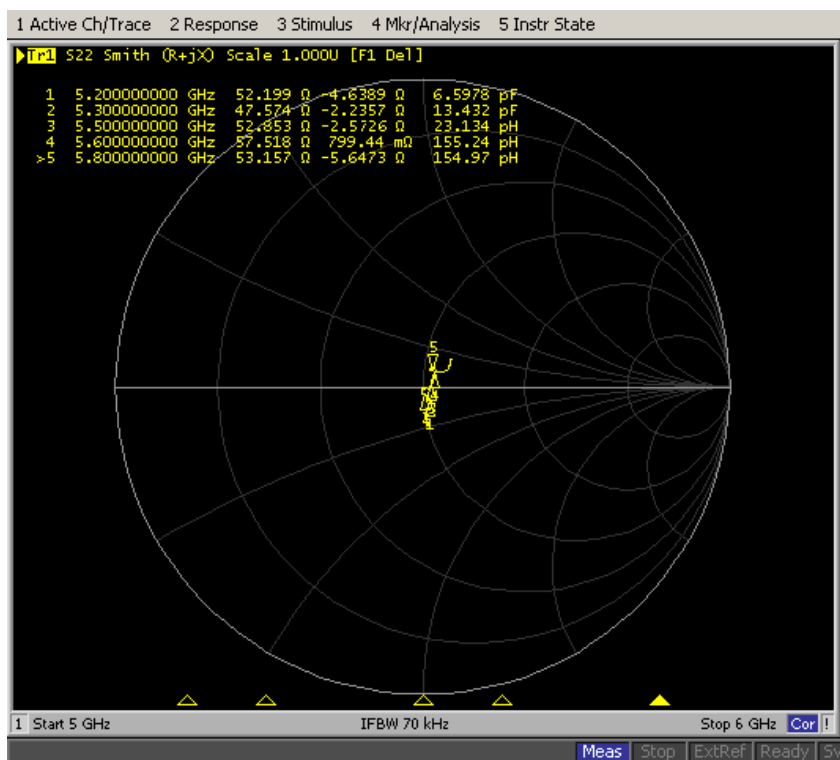 1 Active Ch/Trace 2 Response 3 Stimulus 4 Mkr/Analysis 5 Instr State
Tr1 S22 Smith (R+jX) Scale 1.000U [F1 Del]
1 5.200000000 GHz 52.199 Ω -4.6389 Ω 6.5978 pF
2 5.300000000 GHz 47.574 Ω -2.2357 Ω 13.432 pF
3 5.500000000 GHz 52.853 Ω -2.5726 Ω 23.134 pH
4 5.600000000 GHz 57.518 Ω 799.44 mΩ 155.24 pH
>5 5.800000000 GHz 53.157 Ω -5.6473 Ω 154.97 pH
5
1 Start 5 GHz IFBW 70 kHz Stop 6 GHz Cor !
Meas Stop ExtRef Ready Sv